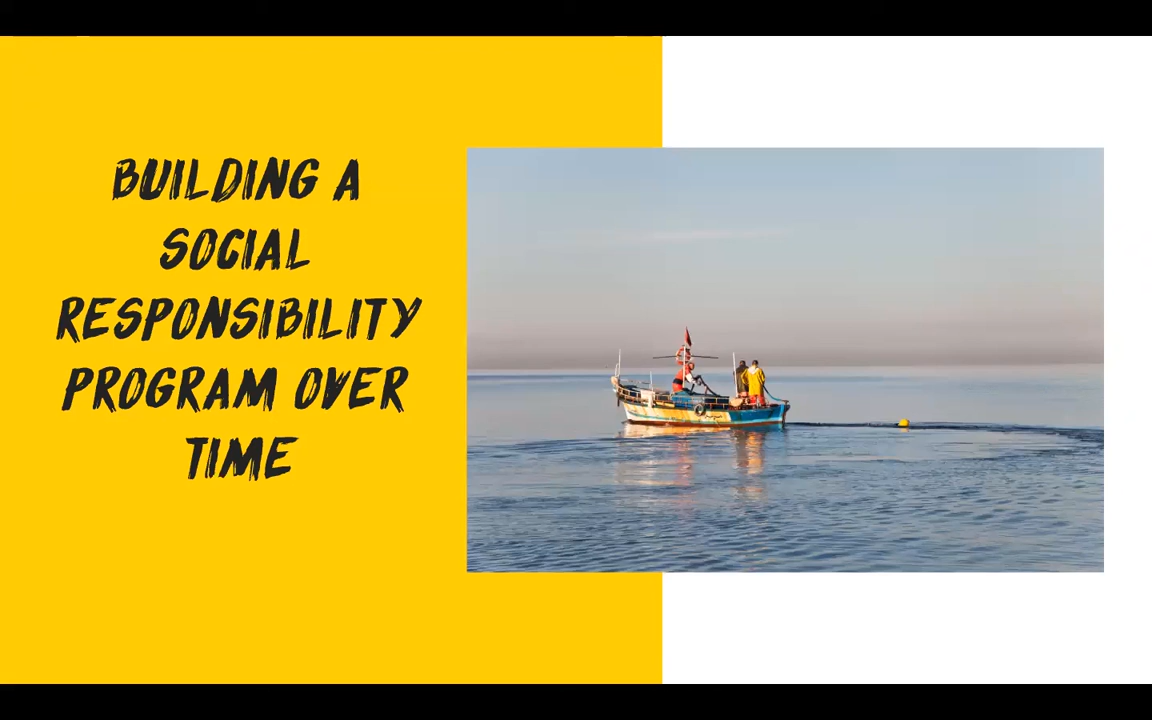 BUILDING A
SOCIAL
RESPONSIBILITY
PROGRAM OVER
TIME